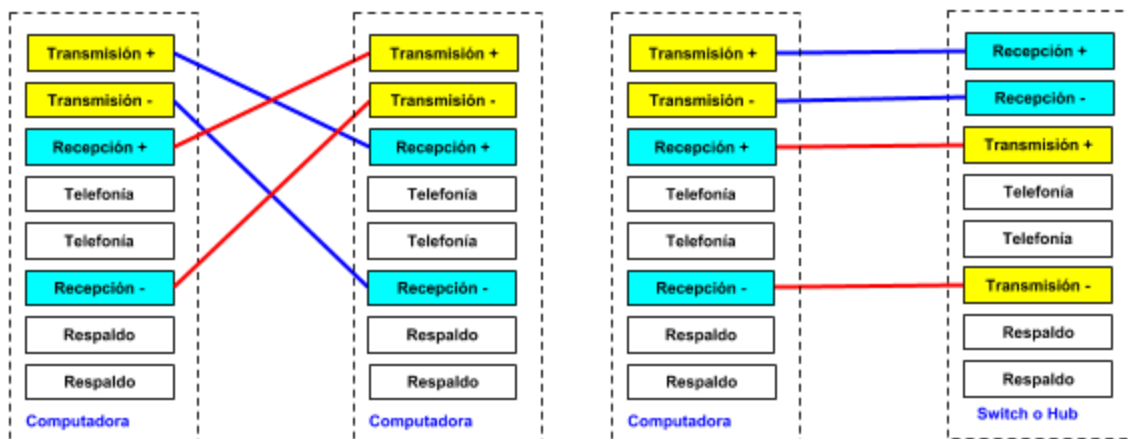 Transmisión +
Transmisión -
Recepción +
Telefonía
Telefonía
Recepción -
Respaldo
Respaldo
Computadora
Transmisión +
Transmisión -
Recepción +
Telefonía
Telefonía
Recepción -
Respaldo
Respaldo
Computadora
Transmisión +
Transmisión -
Recepción +
Telefonía
Telefonía
Recepción -
Respaldo
Respaldo
Computadora
Recepción +
Recepción -
Transmisión +
Telefonía
Telefonía
Transmisión -
Respaldo
Respaldo
Switch o Hub